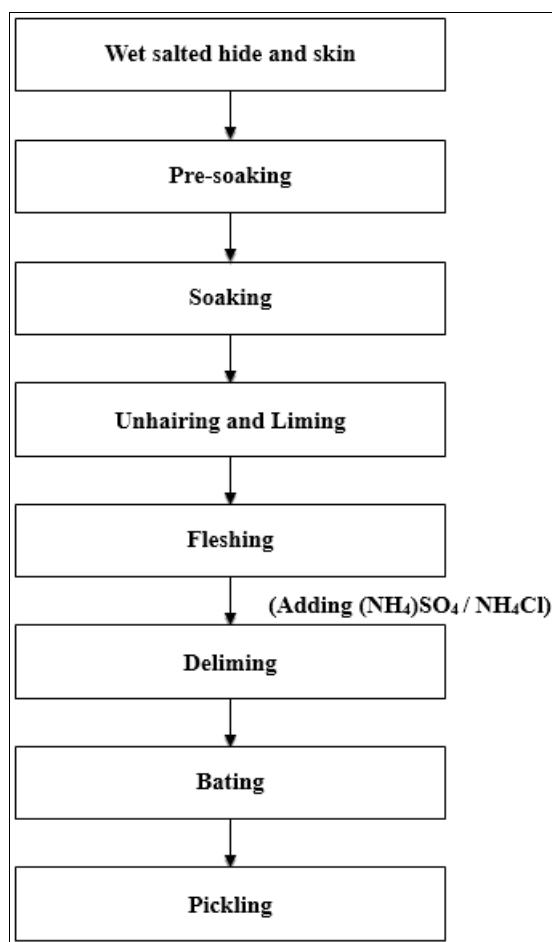 Wet salted hide and skin
Pre-soaking
Soaking
Unhairing and Liming
Fleshing
(Adding (NH₄)SO₄ / NH₄Cl)
Deliming
Bating
Pickling